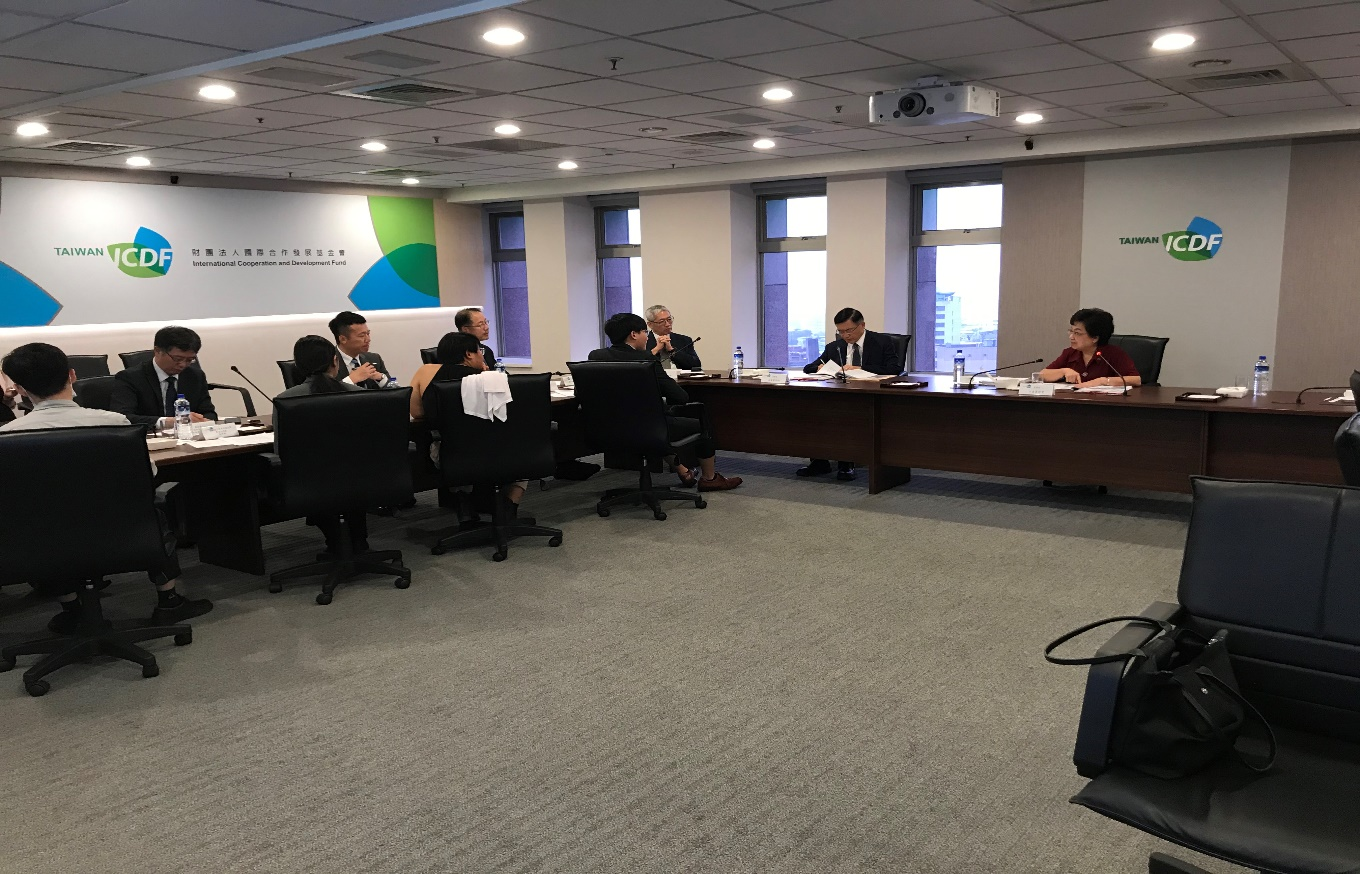 TAIWAN ICDF
財團法人國際合作發展基金會
International Cooperation and Development Fund
TAIWAN ICDF